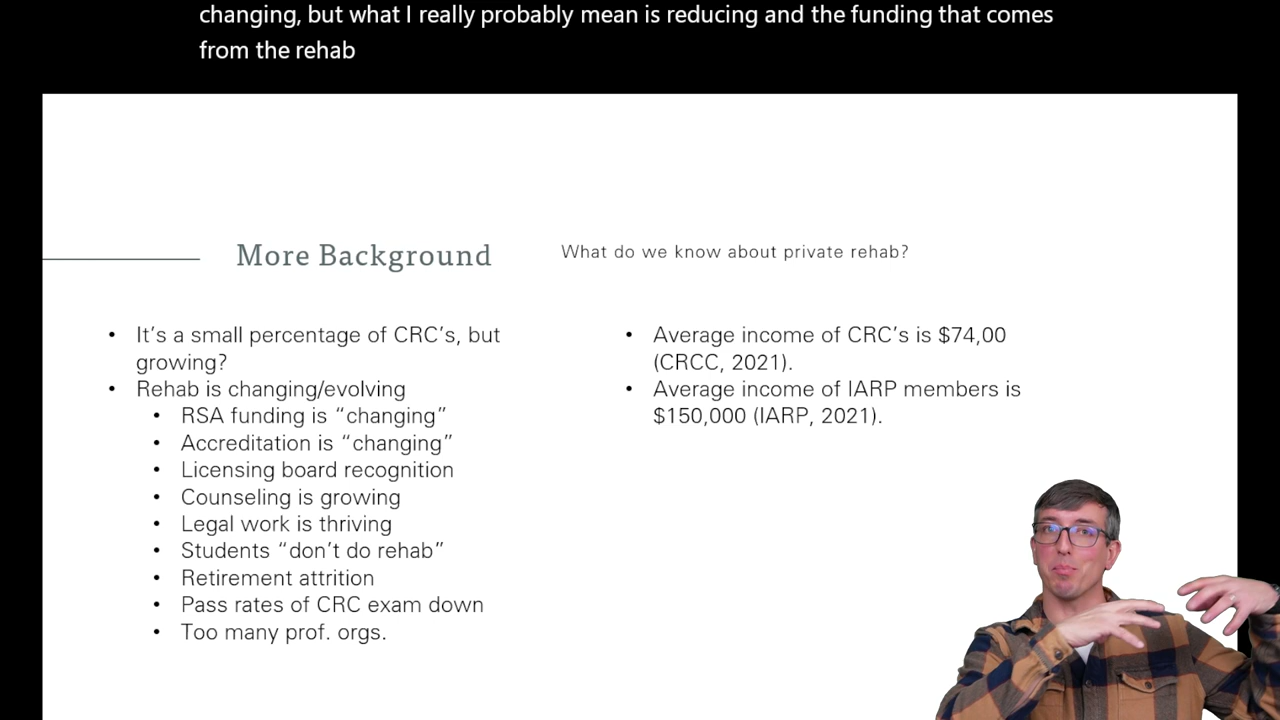 changing, but what I really probably mean is reducing and the funding that comes
from the rehab
More Background
What do we know about private rehab?
• It's a small percentage of CRC's, but
growing?
• Rehab is changing/evolving
• RSA funding is “changing”
• Accreditation is “changing”
• Licensing board recognition
• Counseling is growing
• Legal work is thriving
• Students “don't do rehab”
• Retirement attrition
• Pass rates of CRC exam down
• Too many prof. orgs.
• Average income of CRC's is $74,00
(CRCC, 2021).
• Average income of IARP members is
$150,000 (IARP, 2021).